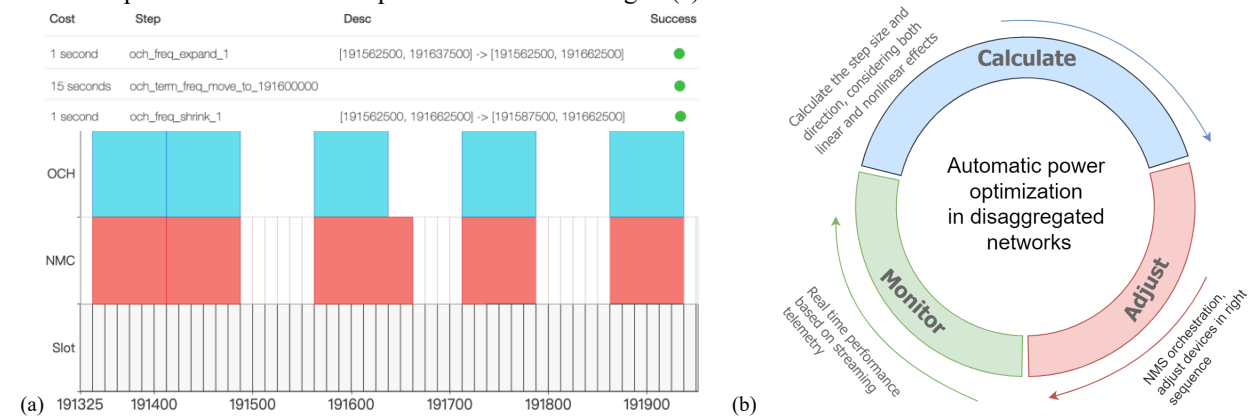 Cost Step Desc Success
1 second och_freq_expand_1 [191562500, 191637500] -> [191562500, 191662500]
15 seconds och_term_freq_move_to_191600000
1 second och_freq_shrink_1 [191562500, 191662500] -> [191587500, 191662500]
OCH
NMC
Slot
191325 191400 191500 191600 191700 191800 191900
(a)
Calculate the step size and
direction, considering both
linear and nonlinear effects
Calculate
Automatic power
optimization
in disaggregated
networks
Adjust
NMS orchestration,
adjust devices in right
sequence
Monitor
Real time performance
based on streaming
telemetry
(b)